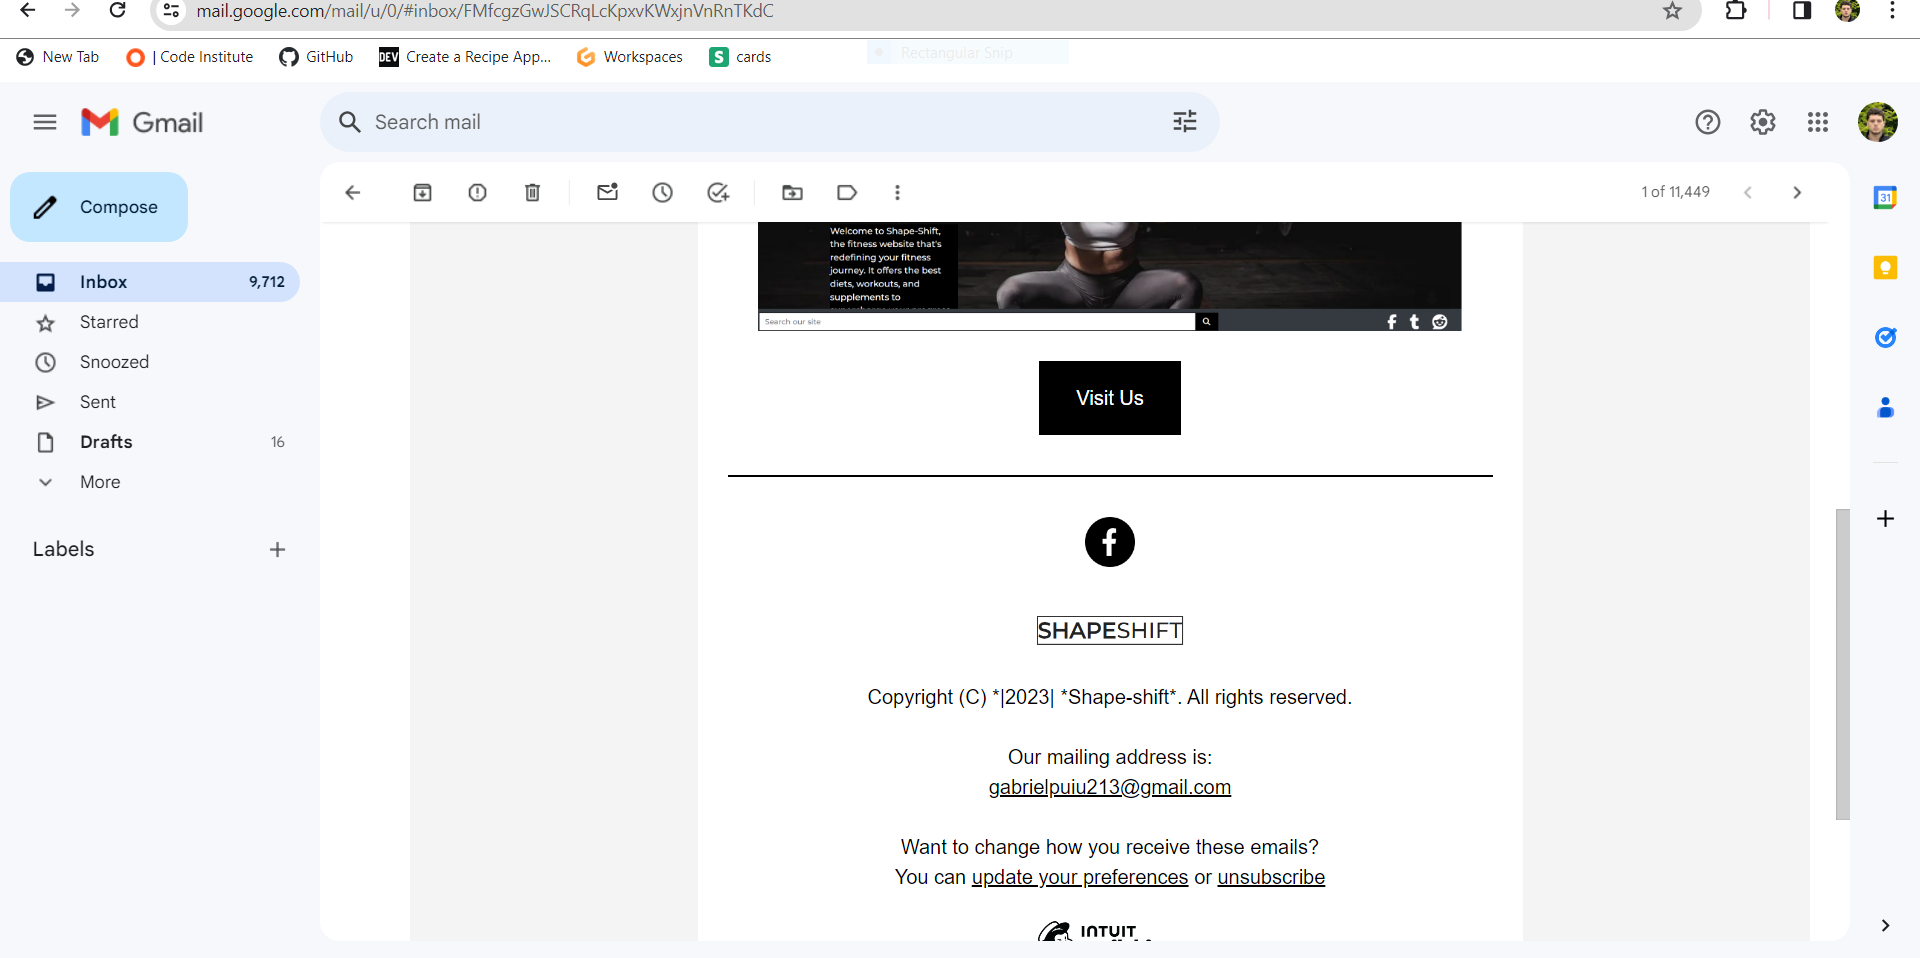 mail.google.com/mail/u/0/#inbox/FMfcgzGwJSCRqLcKpxvKWxjnVnRnTKdC
New Tab | Code Institute GitHub DEV Create a Recipe App... Workspaces S cards Rectangular Snip
Gmail Search mail
Compose 1 of 11,449 31
Inbox 9,712
Starred
Snoozed
Sent
Drafts 16
More
Labels
Welcome to Shape-Shift,
the fitness website that's
redefining your fitness
journey. It offers the best
diets, workouts, and
supplements to
Search our site
Visit Us
SHAPESHIFT
Copyright (C) *|2023| *Shape-shift*. All rights reserved.
Our mailing address is:
gabrielpuiu213@gmail.com
Want to change how you receive these emails?
You can update your preferences or unsubscribe
INTUIT